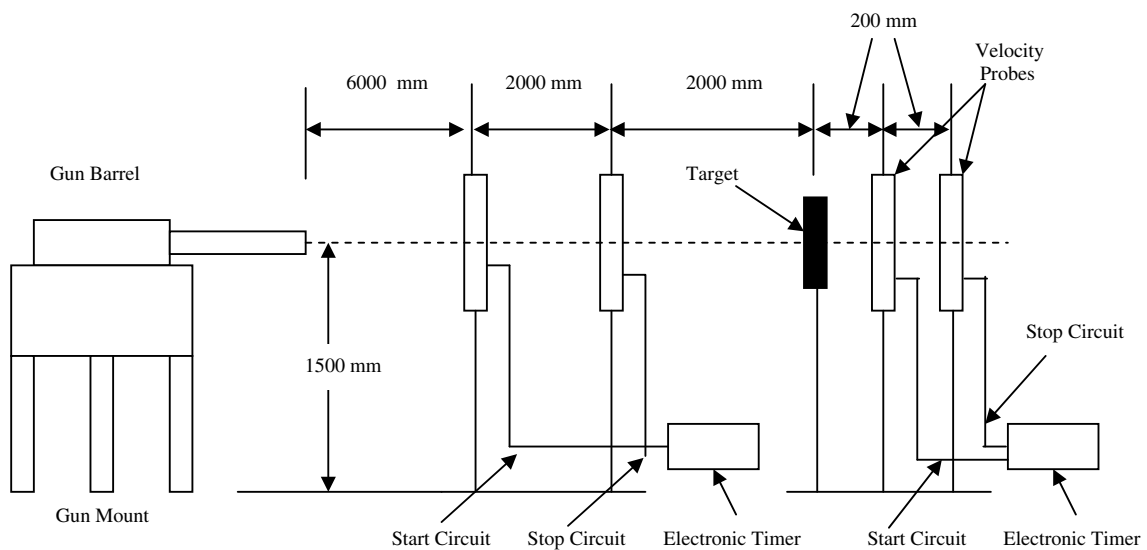 200 mm
Velocity
Probes
6000 mm
2000 mm
2000 mm
Gun Barrel
Target
Stop Circuit
1500 mm
Gun Mount
Start Circuit
Stop Circuit
Electronic Timer
Start Circuit
Electronic Timer